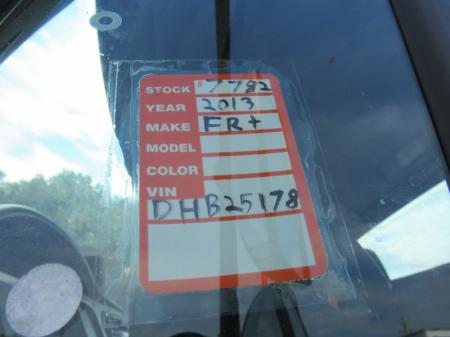 STOCK #7782
YEAR 2013
MAKE FRt
MODEL
COLOR
VIN
DHB25178